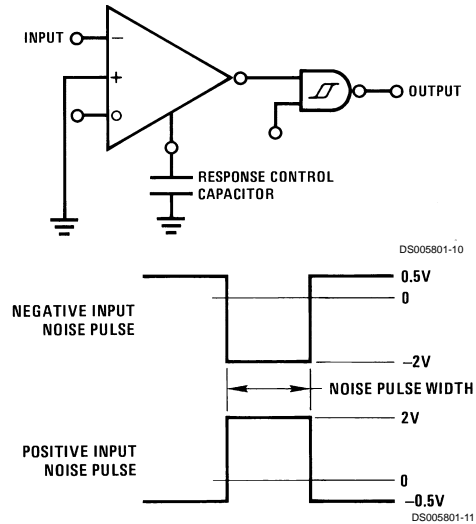 INPUT
−
+
OUTPUT
RESPONSE CONTROL
CAPACITOR
DS005801-10
0.5V
0
NEGATIVE INPUT
NOISE PULSE
−2V
NOISE PULSE WIDTH
2V
POSITIVE INPUT
NOISE PULSE
0
−0.5V
DS005801-11